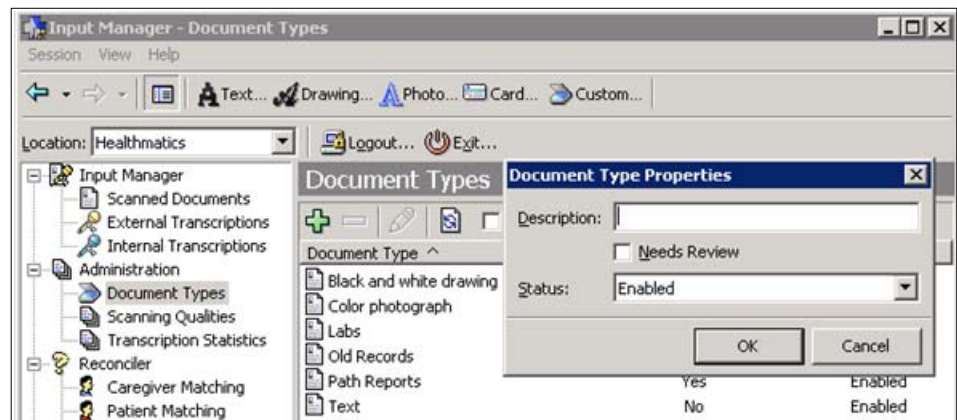 Input Manager - Document Types
Session View Help
Text... Drawing... Photo... Card... Custom...
Location: Healthmatics Logout... Exit...
Input Manager
Scanned Documents
External Transcriptions
Internal Transcriptions
Administration
Document Types
Scanning Qualities
Transcription Statistics
Reconciler
Caregiver Matching
Patient Matching
Document Types
Document Type
Black and white drawing
Color photograph
Labs
Old Records
Path Reports Yes Enabled
Text No Enabled
Document Type Properties
Description:
Needs Review
Status: Enabled
OK Cancel